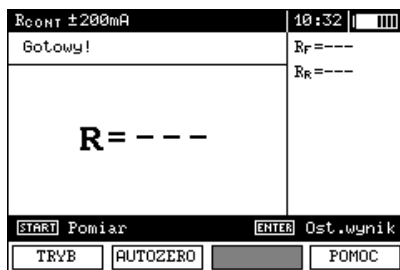 RCONT ±200mA 10:32
Gotowy!
RF=---
RR=---
R=---
START Pomiar ENTER Ost.wynik
TRYB AUTOZERO POMOC